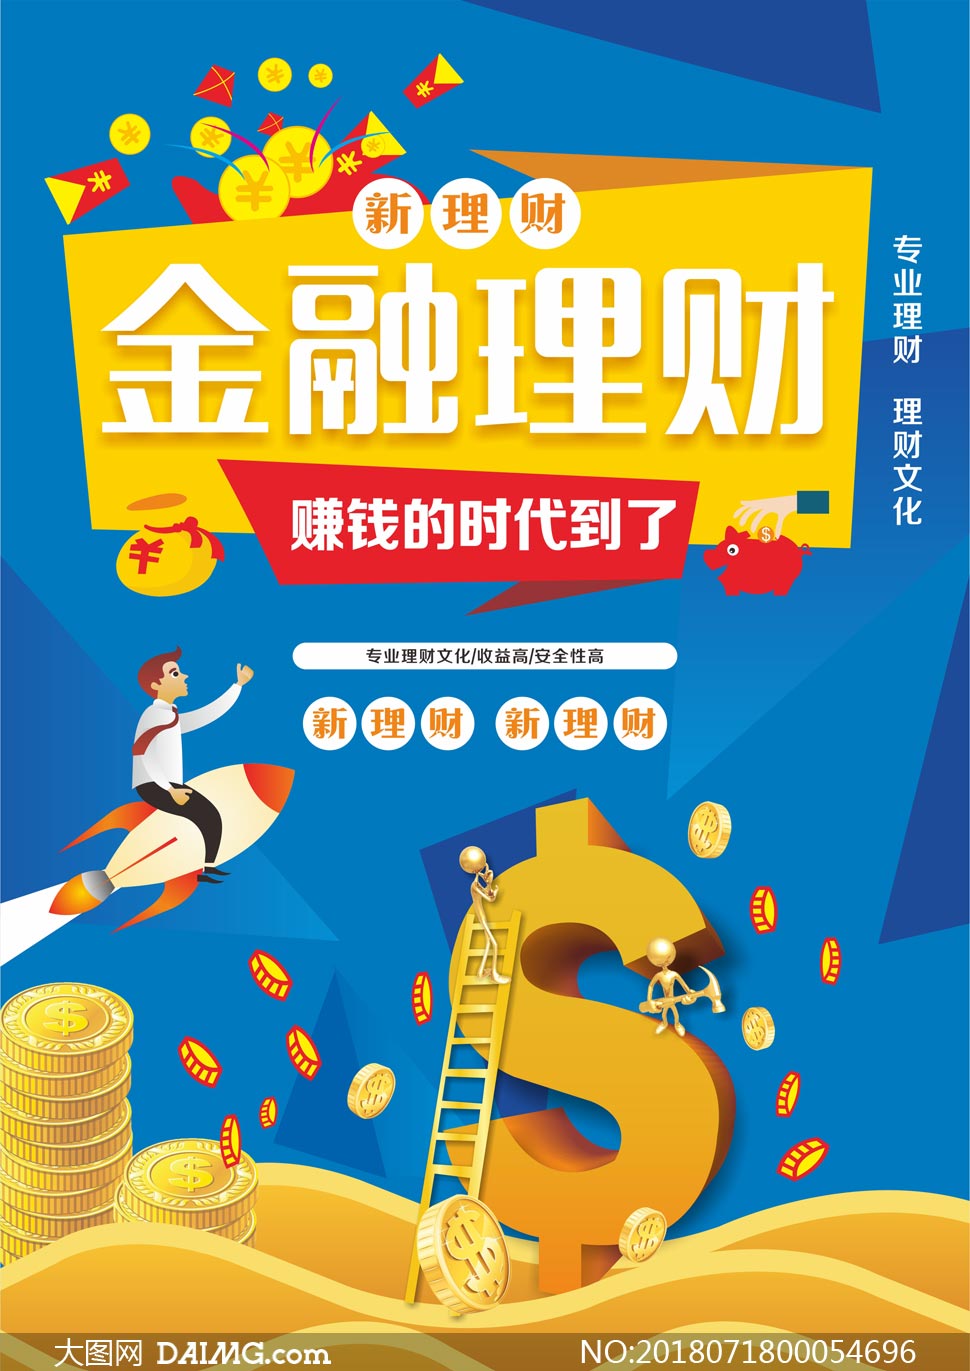 新理财
金融理财
赚钱的时代到了
专业理财 理财文化
专业理财文化/收益高/安全性高
新理财 新理财
大图网 DAIMG.com
NO:2018071800054696